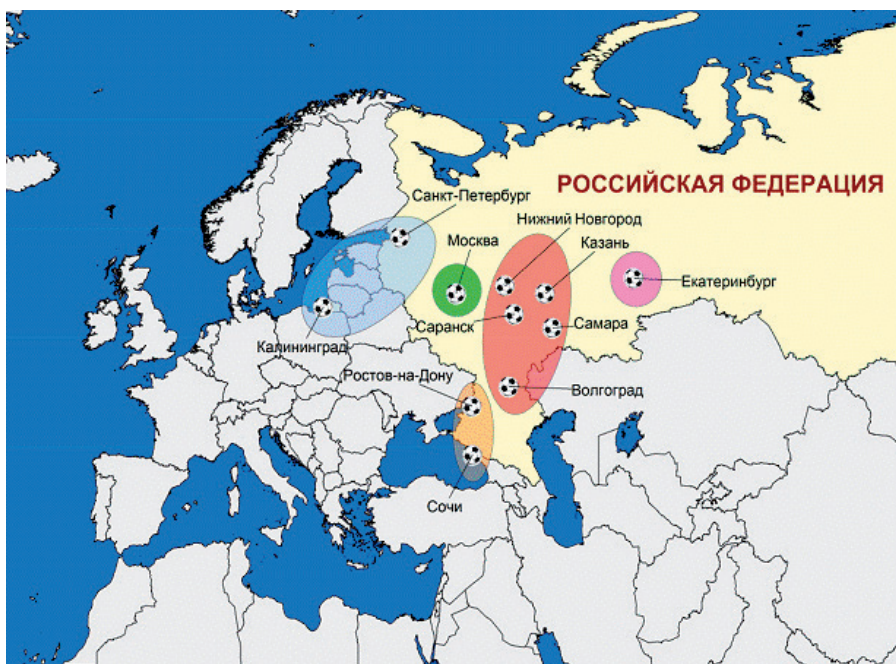 РОССИЙСКАЯ ФЕДЕРАЦИЯ
Санкт-Петербург
Нижний Новгород
Москва
Казань
Екатеринбург
Саранск
Самара
Калининград
Ростов-на-Дону
Волгоград
Сочи